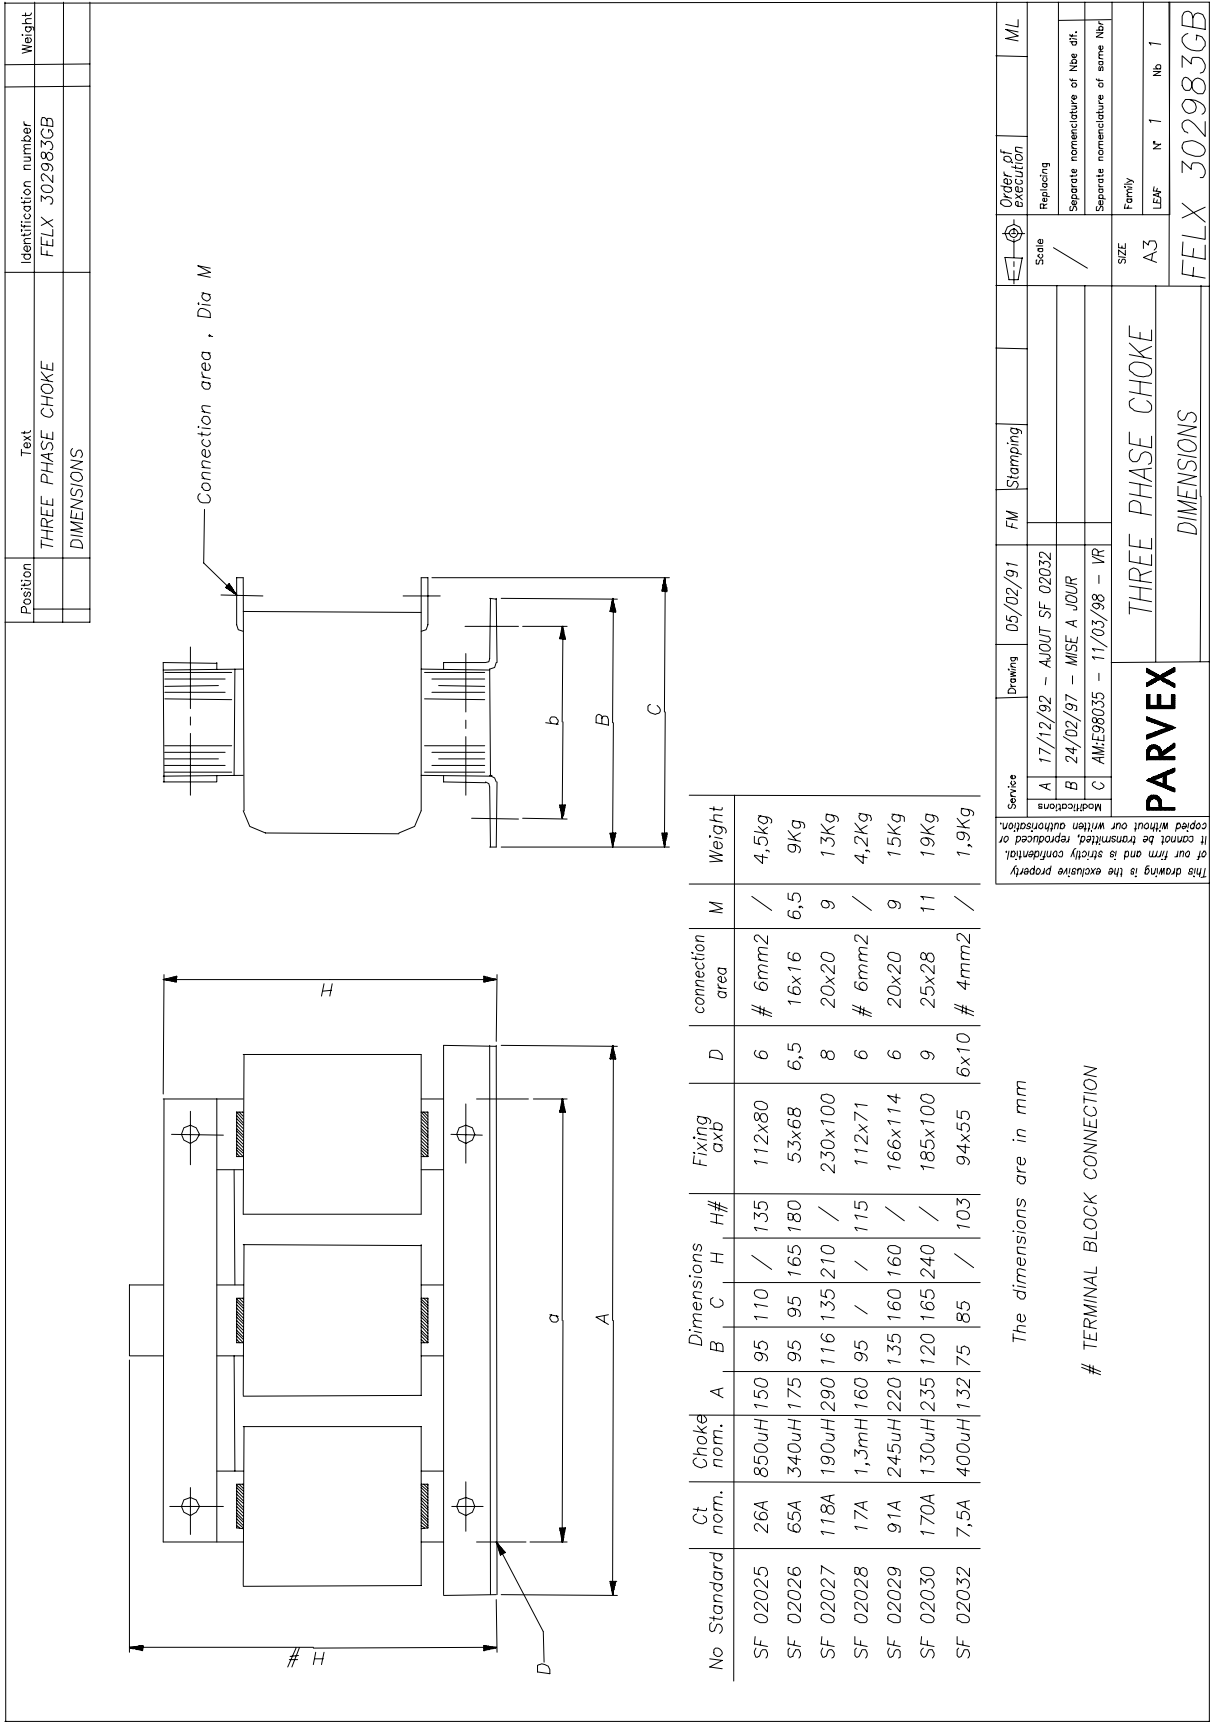 Position Text Identification number Weight
THREE PHASE CHOKE FELX 302983GB
DIMENSIONS
Connection area , Dia M
# H
H
D
a
A
b
B
C
No Standard Ct nom. Choke nom. Dimensions A B C H H# Fixing axb D connection area M Weight
SF 02025 26A 850uH 150 95 110 / 135 112x80 6 # 6mm2 / 4,5Kg
SF 02026 65A 340uH 175 95 95 165 180 53x68 6,5 16x16 6,5 9Kg
SF 02027 118A 190uH 290 116 135 210 / 230x100 8 20x20 9 13Kg
SF 02028 17A 1,3mH 160 95 / / 115 112x71 6 # 6mm2 / 4,2Kg
SF 02029 91A 245uH 220 135 160 160 / 166x114 6 20x20 9 15Kg
SF 02030 170A 130uH 235 120 165 240 / 185x100 9 25x28 11 19Kg
SF 02032 7,5A 400uH 132 75 85 / 103 94x55 6x10 # 4mm2 / 1,9Kg
The dimensions are in mm
# TERMINAL BLOCK CONNECTION
This drawing is the exclusive property
of our firm and is strictly confidential.
It cannot be transmitted, reproduced or
copied without our written authorisation.
Service Drawing 05/02/91 FM Stamping Order of execution ML
Modifications
A 17/12/92 - AJOUT SF 02032
B 24/02/97 - MISE A JOUR
C AM:E98035 - 11/03/98 - VR
Scale /
Replacing
Separate nomenclature of Nbe dif.
Separate nomenclature of same Nbr
PARVEX
THREE PHASE CHOKE
DIMENSIONS
SIZE A3
Family
LEAF N° 1 Nb 1
FELX 302983GB